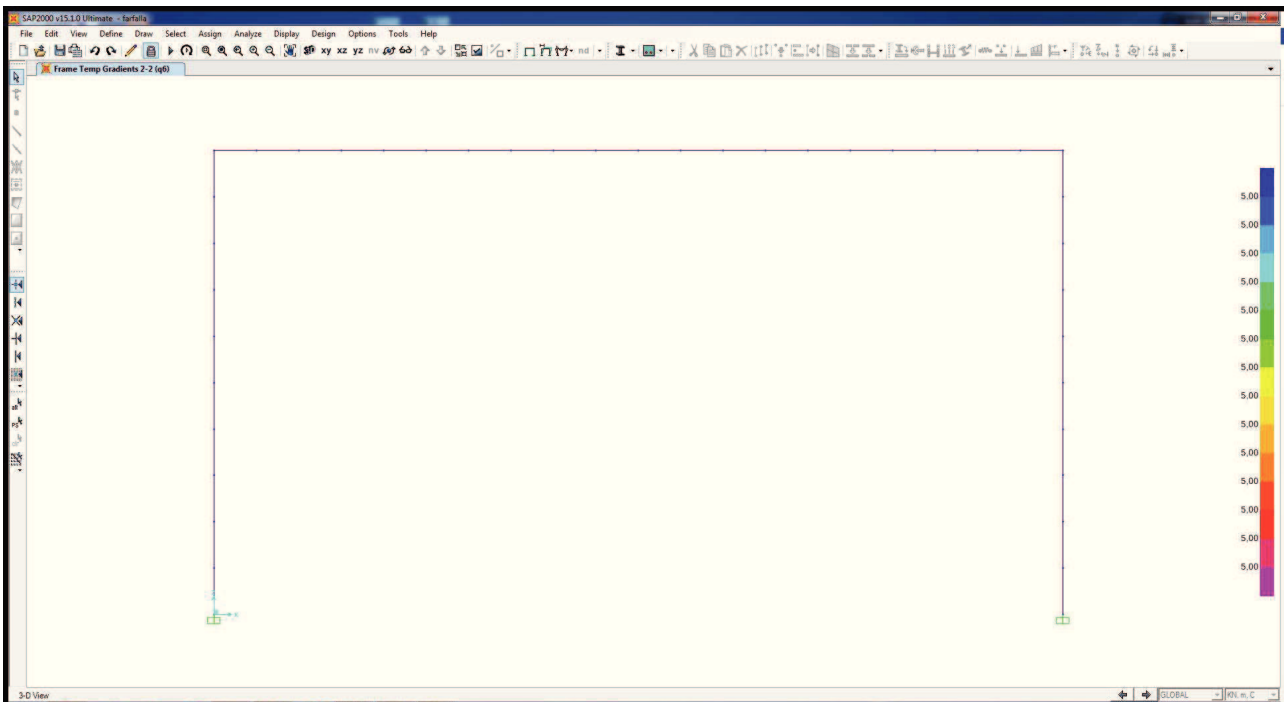 SAP2000 v15.1.0 Ultimate - farfalla
File Edit View Define Draw Select Assign Analyze Display Design Options Tools Help
xy xz yz nv nd
Frame Temp Gradients 2-2 (q6)
5,00
5,00
5,00
5,00
5,00
5,00
5,00
5,00
5,00
5,00
5,00
5,00
5,00
5,00
3-D View GLOBAL KN, m, C